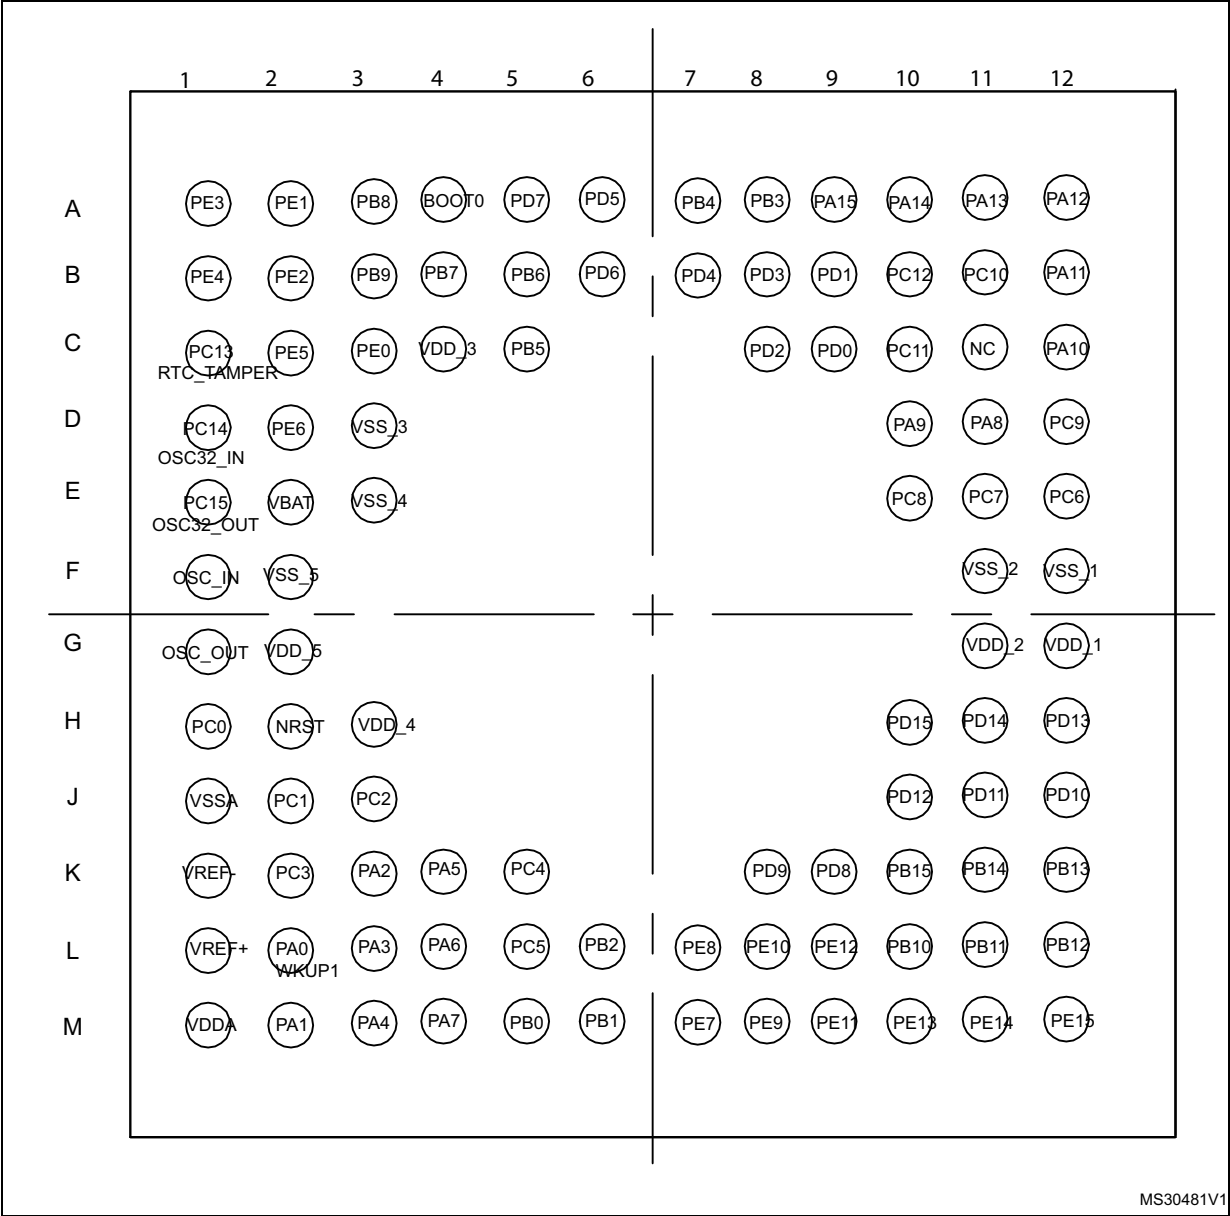 1 2 3 4 5 6 7 8 9 10 11 12
A PE3 PE1 PB8 BOOT0 PD7 PD5 PB4 PB3 PA15 PA14 PA13 PA12
B PE4 PE2 PB9 PB7 PB6 PD6 PD4 PD3 PD1 PC12 PC10 PA11
C PC13 PE5 PE0 VDD_3 PB5 PD2 PD0 PC11 NC PA10
RTC_TAMPER
D PC14 PE6 VSS_3 PA9 PA8 PC9
OSC32_IN
E PC15 VBAT VSS_4 PC8 PC7 PC6
OSC32_OUT
F OSC_IN VSS_5 VSS_2 VSS_1
G OSC_OUT VDD_5 VDD_2 VDD_1
H PC0 NRST VDD_4 PD15 PD14 PD13
J VSSA PC1 PC2 PD12 PD11 PD10
K VREF- PC3 PA2 PA5 PC4 PD9 PD8 PB15 PB14 PB13
L VREF+ PA0 PA3 PA6 PC5 PB2 PE8 PE10 PE12 PB10 PB11 PB12
WKUP1
M VDDA PA1 PA4 PA7 PB0 PB1 PE7 PE9 PE11 PE13 PE14 PE15
MS30481V1